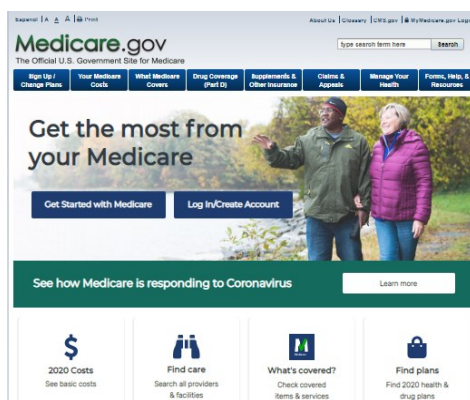 Espanol | A A A | Print
About Us | Glossary | CMS.gov | MyMedicare.gov Login
Medicare.gov
The Official U.S. Government Site for Medicare
type search term here
Search
Sign Up / Change Plans
Your Medicare Costs
What Medicare Covers
Drug Coverage (Part D)
Supplements & Other Insurance
Claims & Appeals
Manage Your Health
Forms, Help, & Resources
Get the most from
your Medicare
Get Started with Medicare
Log In/Create Account
See how Medicare is responding to Coronavirus
Learn more
$
2020 Costs
See basic costs
Find care
Search all providers
& facilities
What's covered?
Check covered
items & services
Find plans
Find 2020 health &
drug plans